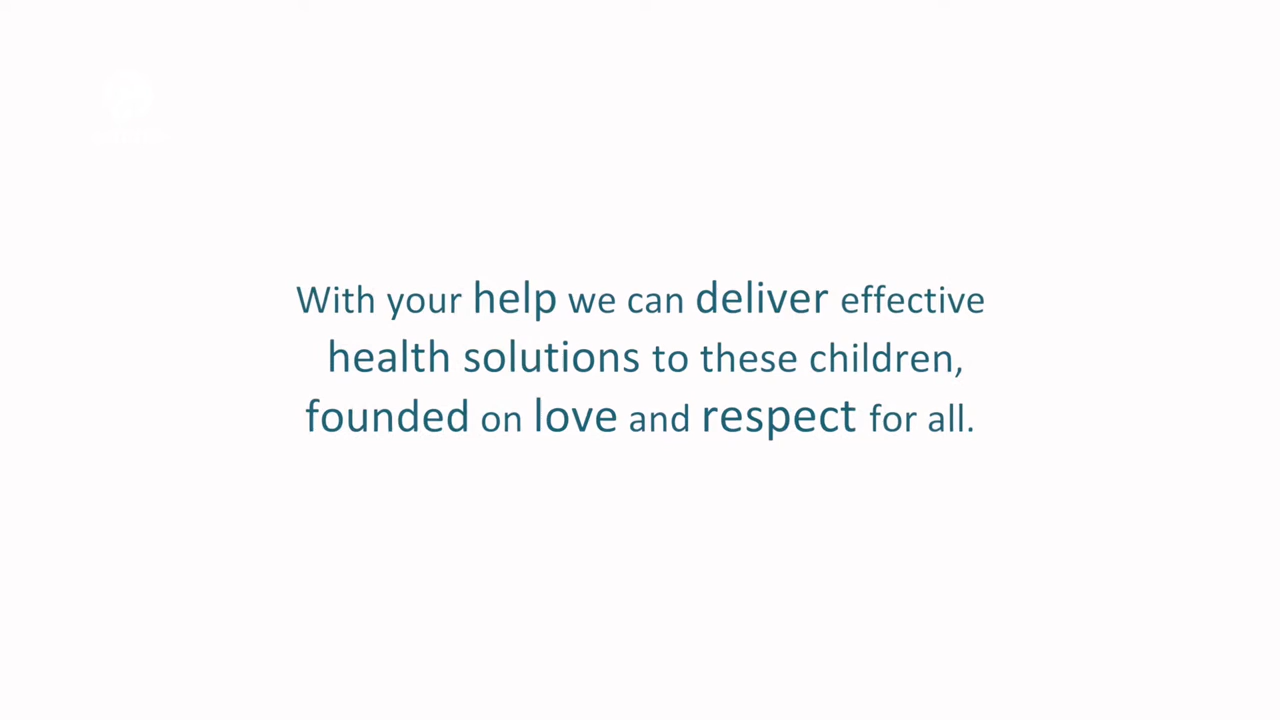 With your help we can deliver effective
health solutions to these children,
founded on love and respect for all.